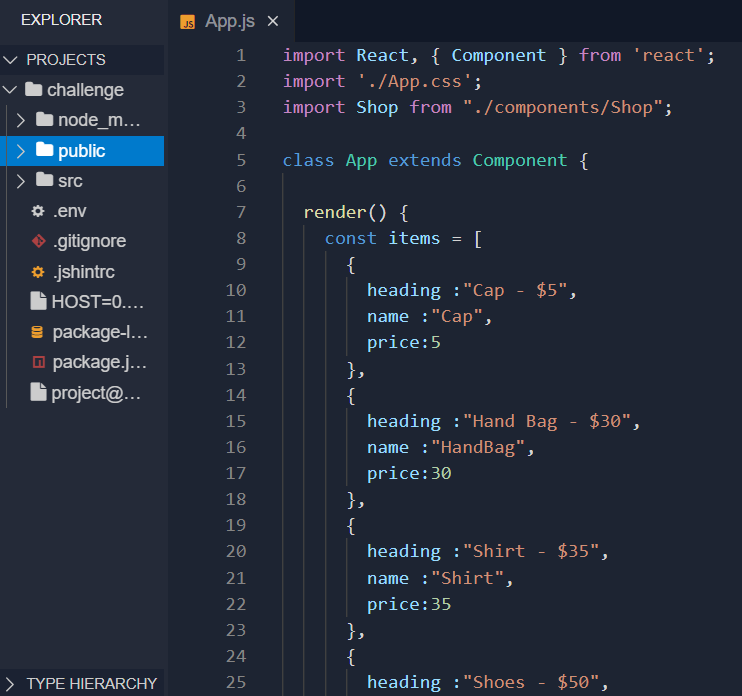 EXPLORER
PROJECTS
challenge
node_m...
public
src
.env
.gitignore
.jshintrc
HOST=0....
package-l...
package.j...
project@...
TYPE HIERARCHY
JS App.js ×
1 import React, { Component } from 'react';
2 import './App.css';
3 import Shop from "./components/Shop";
4
5 class App extends Component {
6
7 render() {
8 const items = [
9 {
10 heading :"Cap - $5",
11 name :"Cap",
12 price:5
13 },
14 {
15 heading :"Hand Bag - $30",
16 name :"HandBag",
17 price:30
18 },
19 {
20 heading :"Shirt - $35",
21 name :"Shirt",
22 price:35
23 },
24 {
25 heading :"Shoes - $50",